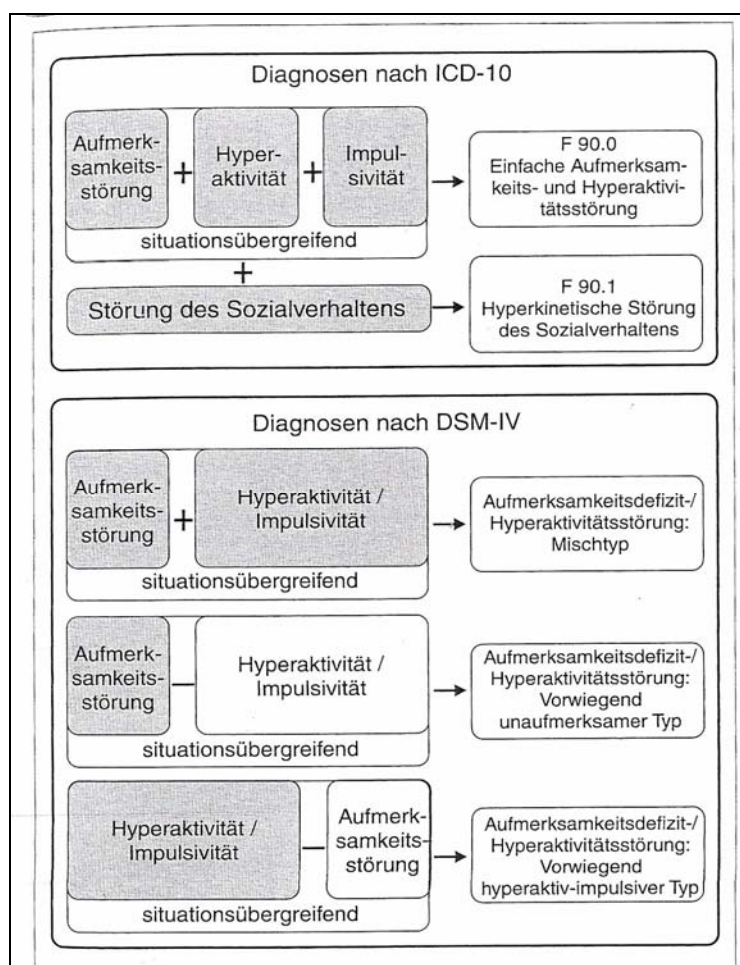 Diagnosen nach ICD-10
Aufmerk-
samkeits-
störung
+
Hyper-
aktivität
+
Impul-
sivität
situationsübergreifend
F 90.0
Einfache Aufmerksam-
keits- und Hyperaktivi-
tätsstörung
+
Störung des Sozialverhaltens
F 90.1
Hyperkinetische Störung
des Sozialverhaltens
Diagnosen nach DSM-IV
Aufmerk-
samkeits-
störung
+
Hyperaktivität /
Impulsivität
situationsübergreifend
Aufmerksamkeitsdefizit-/
Hyperaktivitätsstörung:
Mischtyp
Aufmerk-
samkeits-
störung
–
Hyperaktivität /
Impulsivität
situationsübergreifend
Aufmerksamkeitsdefizit-/
Hyperaktivitätsstörung:
Vorwiegend
unaufmerksamer Typ
Hyperaktivität /
Impulsivität
–
Aufmerk-
samkeits-
störung
situationsübergreifend
Aufmerksamkeitsdefizit-/
Hyperaktivitätsstörung:
Vorwiegend
hyperaktiv-impulsiver Typ